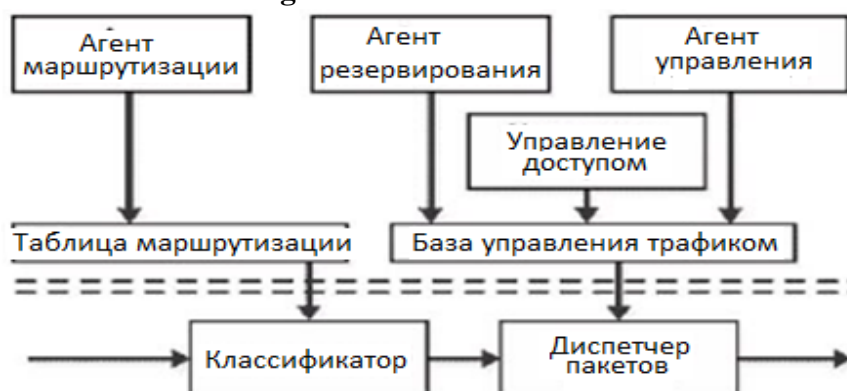 Агент
маршрутизации
Агент
резервирования
Агент
управления
Управление
доступом
Таблица маршрутизации
База управления трафиком
Классификатор
Диспетчер
пакетов